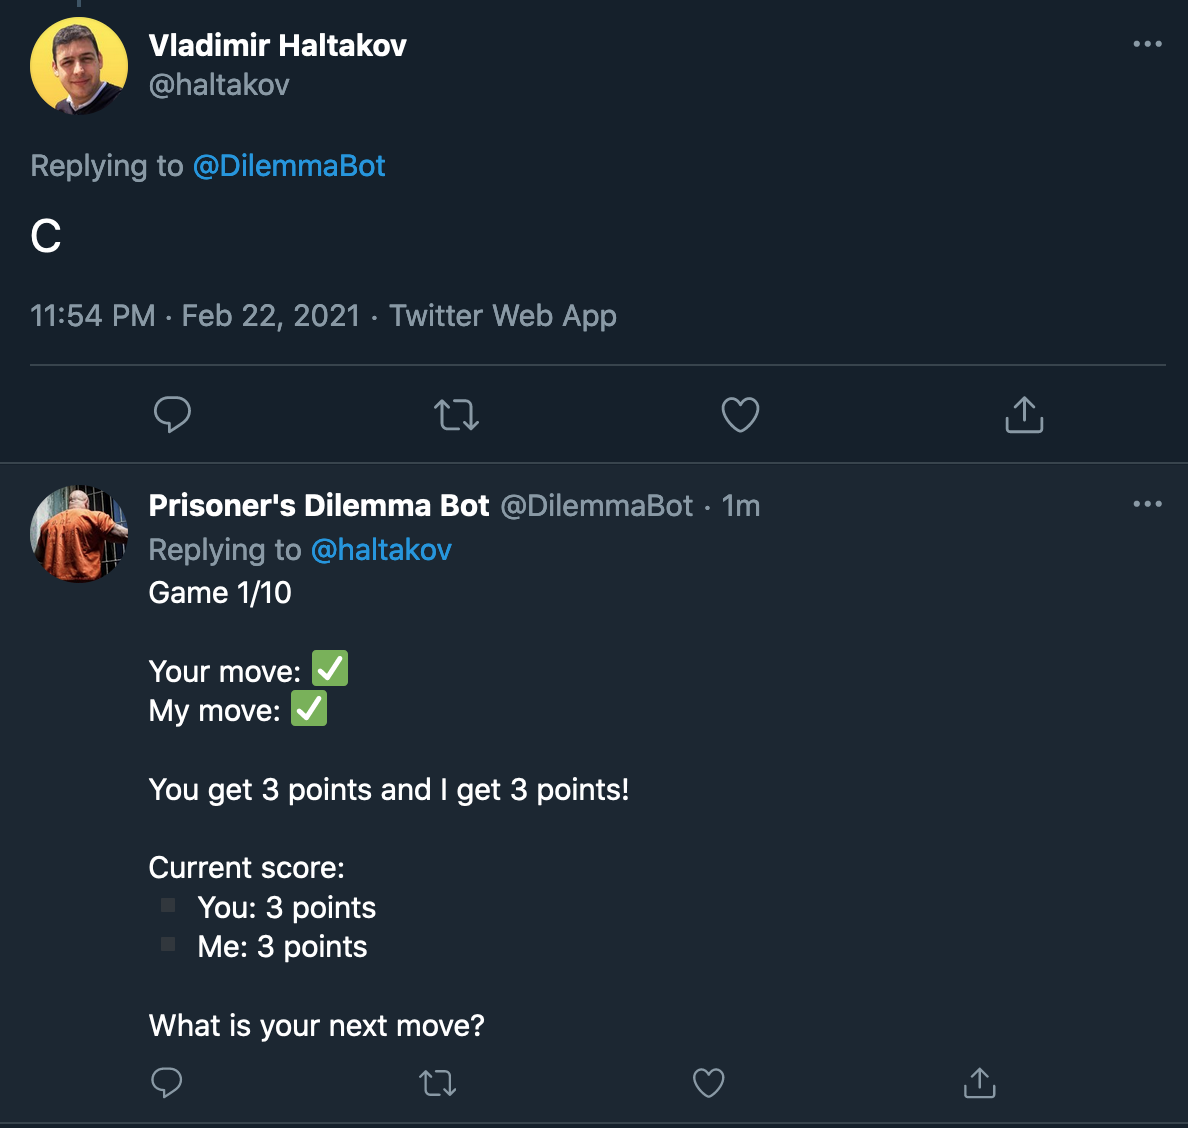 Vladimir Haltakov
@haltakov
Replying to @DilemmaBot
C
11:54 PM · Feb 22, 2021 · Twitter Web App
Prisoner's Dilemma Bot @DilemmaBot · 1m
Replying to @haltakov
Game 1/10
Your move: ✅
My move: ✅
You get 3 points and I get 3 points!
Current score:
▪ You: 3 points
▪ Me: 3 points
What is your next move?